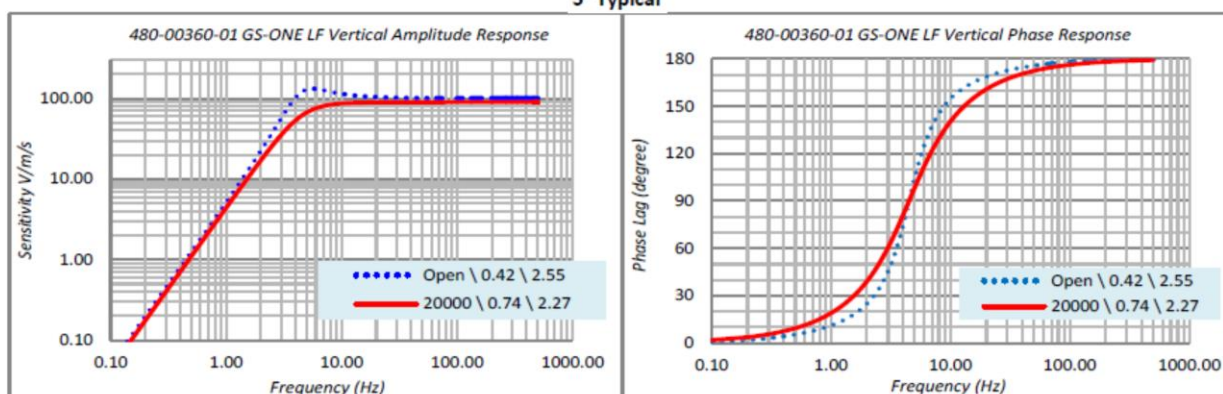 480-00360-01 GS-ONE LF Vertical Amplitude Response
Sensitivity V/m/s
100.00
10.00
1.00
0.10
0.10
1.00
10.00
100.00
1000.00
Frequency (Hz)
Open \ 0.42 \ 2.55
20000 \ 0.74 \ 2.27
480-00360-01 GS-ONE LF Vertical Phase Response
Phase Lag (degree)
180
150
120
90
60
30
0
0.10
1.00
10.00
100.00
1000.00
Frequency (Hz)
Open \ 0.42 \ 2.55
20000 \ 0.74 \ 2.27